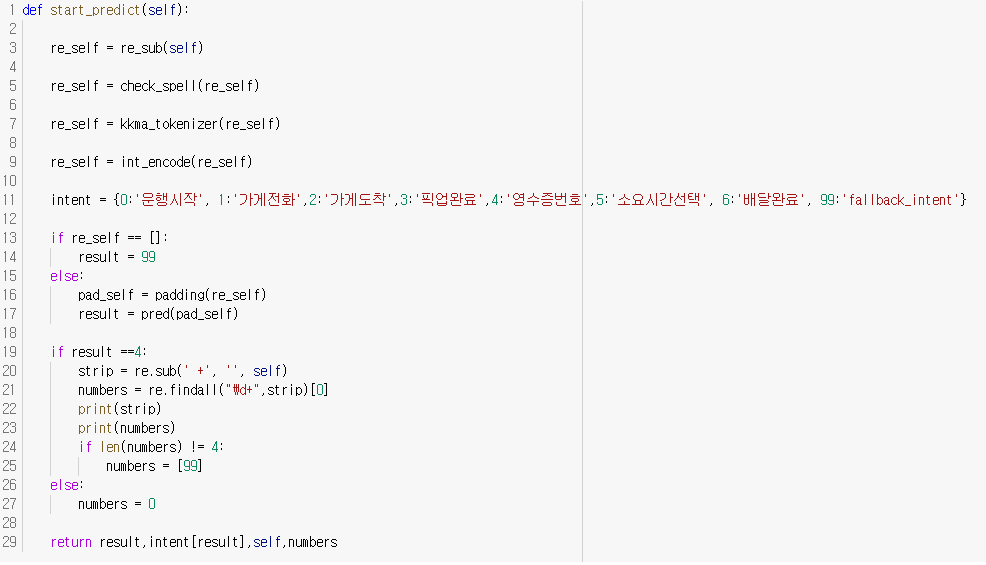 1 def start_predict(self):
2
3 re_self = re_sub(self)
4
5 re_self = check_spell(re_self)
6
7 re_self = kkma_tokenizer(re_self)
8
9 re_self = int_encode(re_self)
10
11 intent = {0:'운행시작', 1:'가게전화',2:'가게도착',3:'픽업완료',4:'영수증번호',5:'소요시간선택', 6:'배달완료', 99:'fallback_intent'}
12
13 if re_self == []:
14 result = 99
15 else:
16 pad_self = padding(re_self)
17 result = pred(pad_self)
18
19 if result ==4:
20 strip = re.sub(' +', '', self)
21 numbers = re.findall("₩d+",strip)[0]
22 print(strip)
23 print(numbers)
24 if len(numbers) != 4:
25 numbers = [99]
26 else:
27 numbers = 0
28
29 return result,intent[result],self,numbers